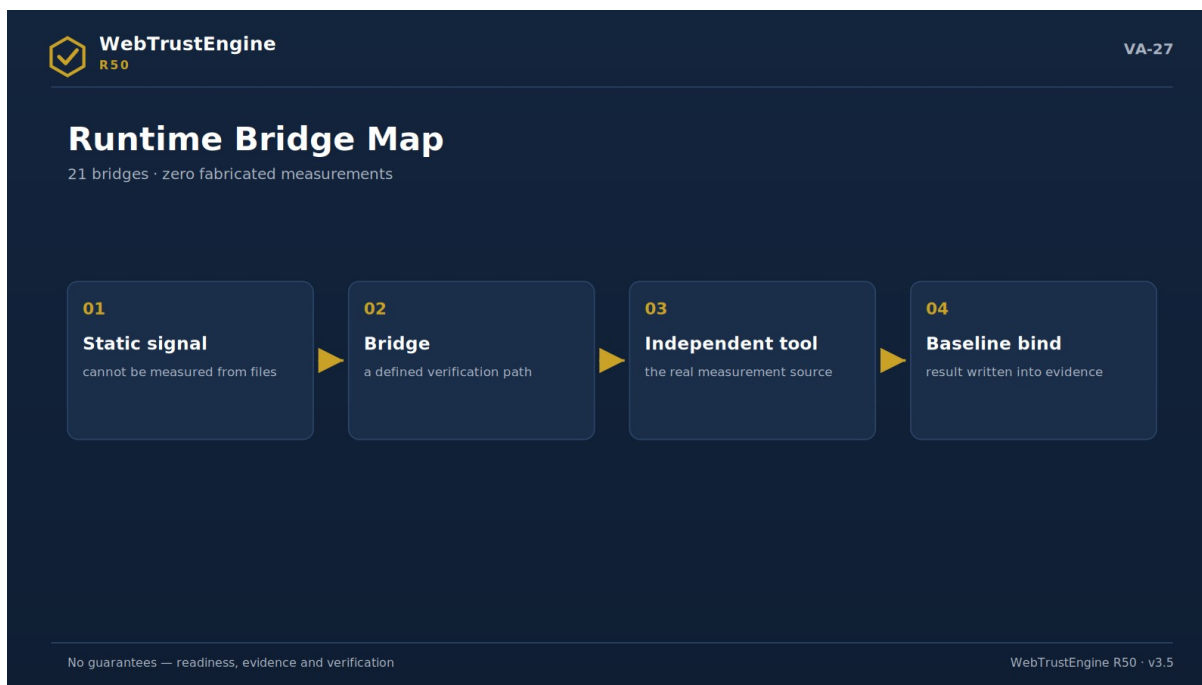 WebTrustEngine
R50
VA-27
Runtime Bridge Map
21 bridges · zero fabricated measurements
01
Static signal
cannot be measured from files
02
Bridge
a defined verification path
03
Independent tool
the real measurement source
04
Baseline bind
result written into evidence
No guarantees — readiness, evidence and verification
WebTrustEngine R50 · v3.5